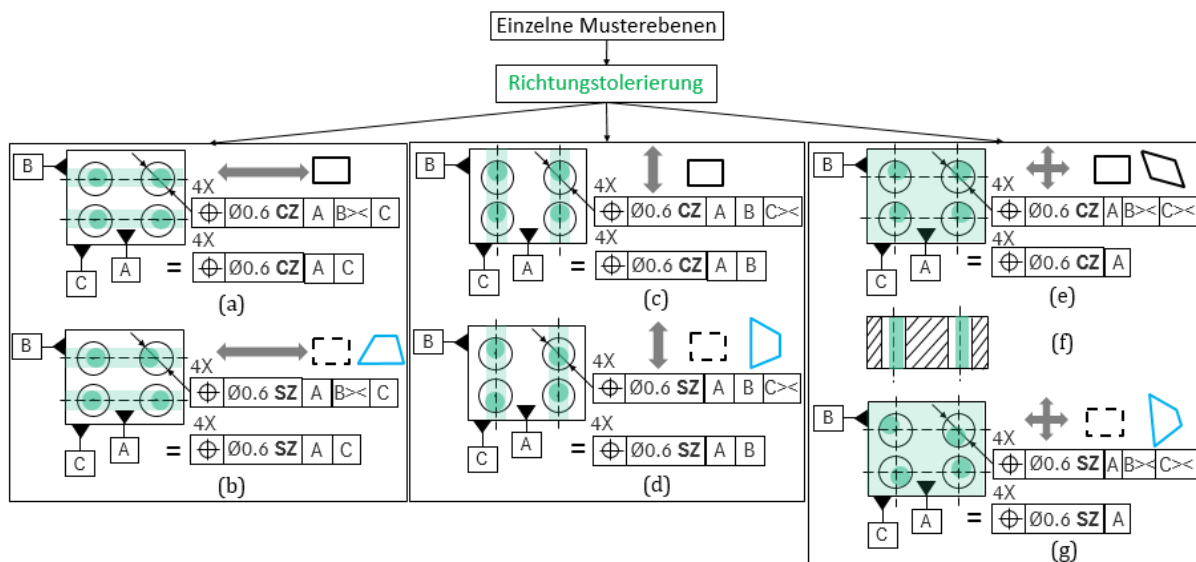 Einzelne Musterebenen
Richtungstolerierung
B
4X
⌖ Ø0.6 CZ A B>< C
4X
C A = ⌖ Ø0.6 CZ A C
(a)
B
4X
⌖ Ø0.6 SZ A B>< C
4X
C A = ⌖ Ø0.6 SZ A C
(b)
B
4X
⌖ Ø0.6 CZ A B C><
4X
C A = ⌖ Ø0.6 CZ A B
(c)
B
4X
⌖ Ø0.6 SZ A B C><
4X
C A = ⌖ Ø0.6 SZ A B
(d)
B
4X
⌖ Ø0.6 CZ A B>< C><
4X
C A = ⌖ Ø0.6 CZ A
(e)
(f)
B
4X
⌖ Ø0.6 SZ A B>< C><
4X
C A = ⌖ Ø0.6 SZ A
(g)